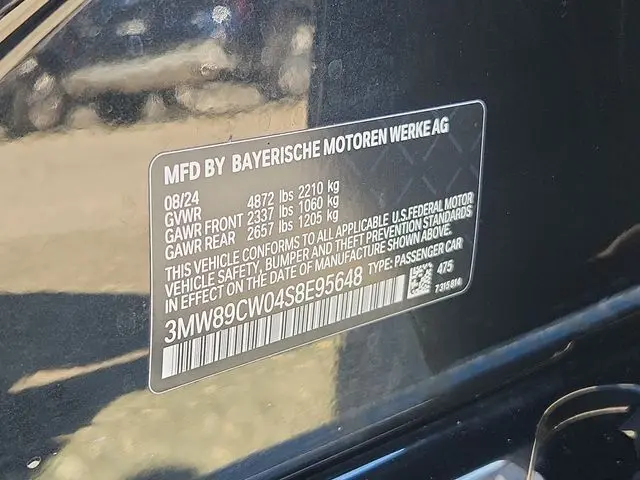 MFD BY BAYERISCHE MOTOREN WERKE AG
08/24
GVWR 4872 lbs 2210 kg
GAWR FRONT 2337 lbs 1060 kg
GAWR REAR 2657 lbs 1205 kg
THIS VEHICLE CONFORMS TO ALL APPLICABLE U.S.FEDERAL MOTOR
VEHICLE SAFETY, BUMPER AND THEFT PREVENTION STANDARDS
IN EFFECT ON THE DATE OF MANUFACTURE SHOWN ABOVE.
3MW89CW04S8E95648 TYPE: PASSENGER CAR
475
7315814